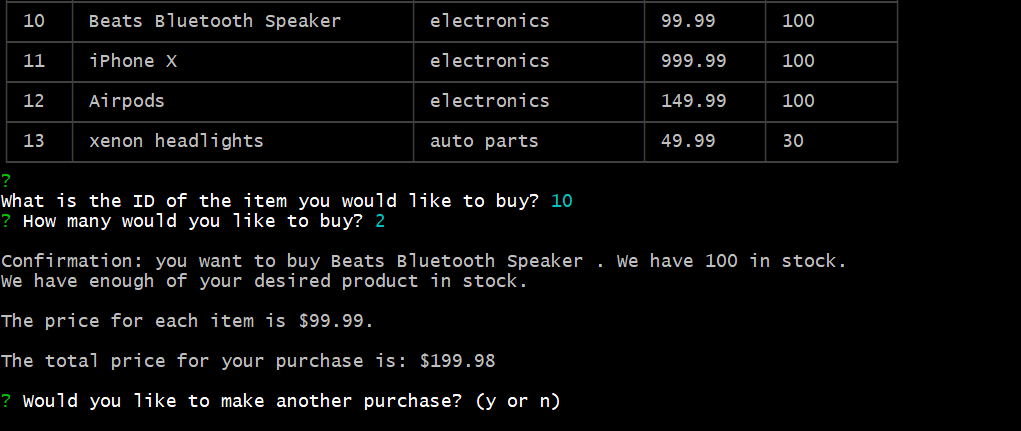 10 Beats Bluetooth Speaker electronics 99.99 100
11 iPhone X electronics 999.99 100
12 Airpods electronics 149.99 100
13 xenon headlights auto parts 49.99 30
?
What is the ID of the item you would like to buy? 10
? How many would you like to buy? 2
Confirmation: you want to buy Beats Bluetooth Speaker . We have 100 in stock.
We have enough of your desired product in stock.
The price for each item is $99.99.
The total price for your purchase is: $199.98
? Would you like to make another purchase? (y or n)